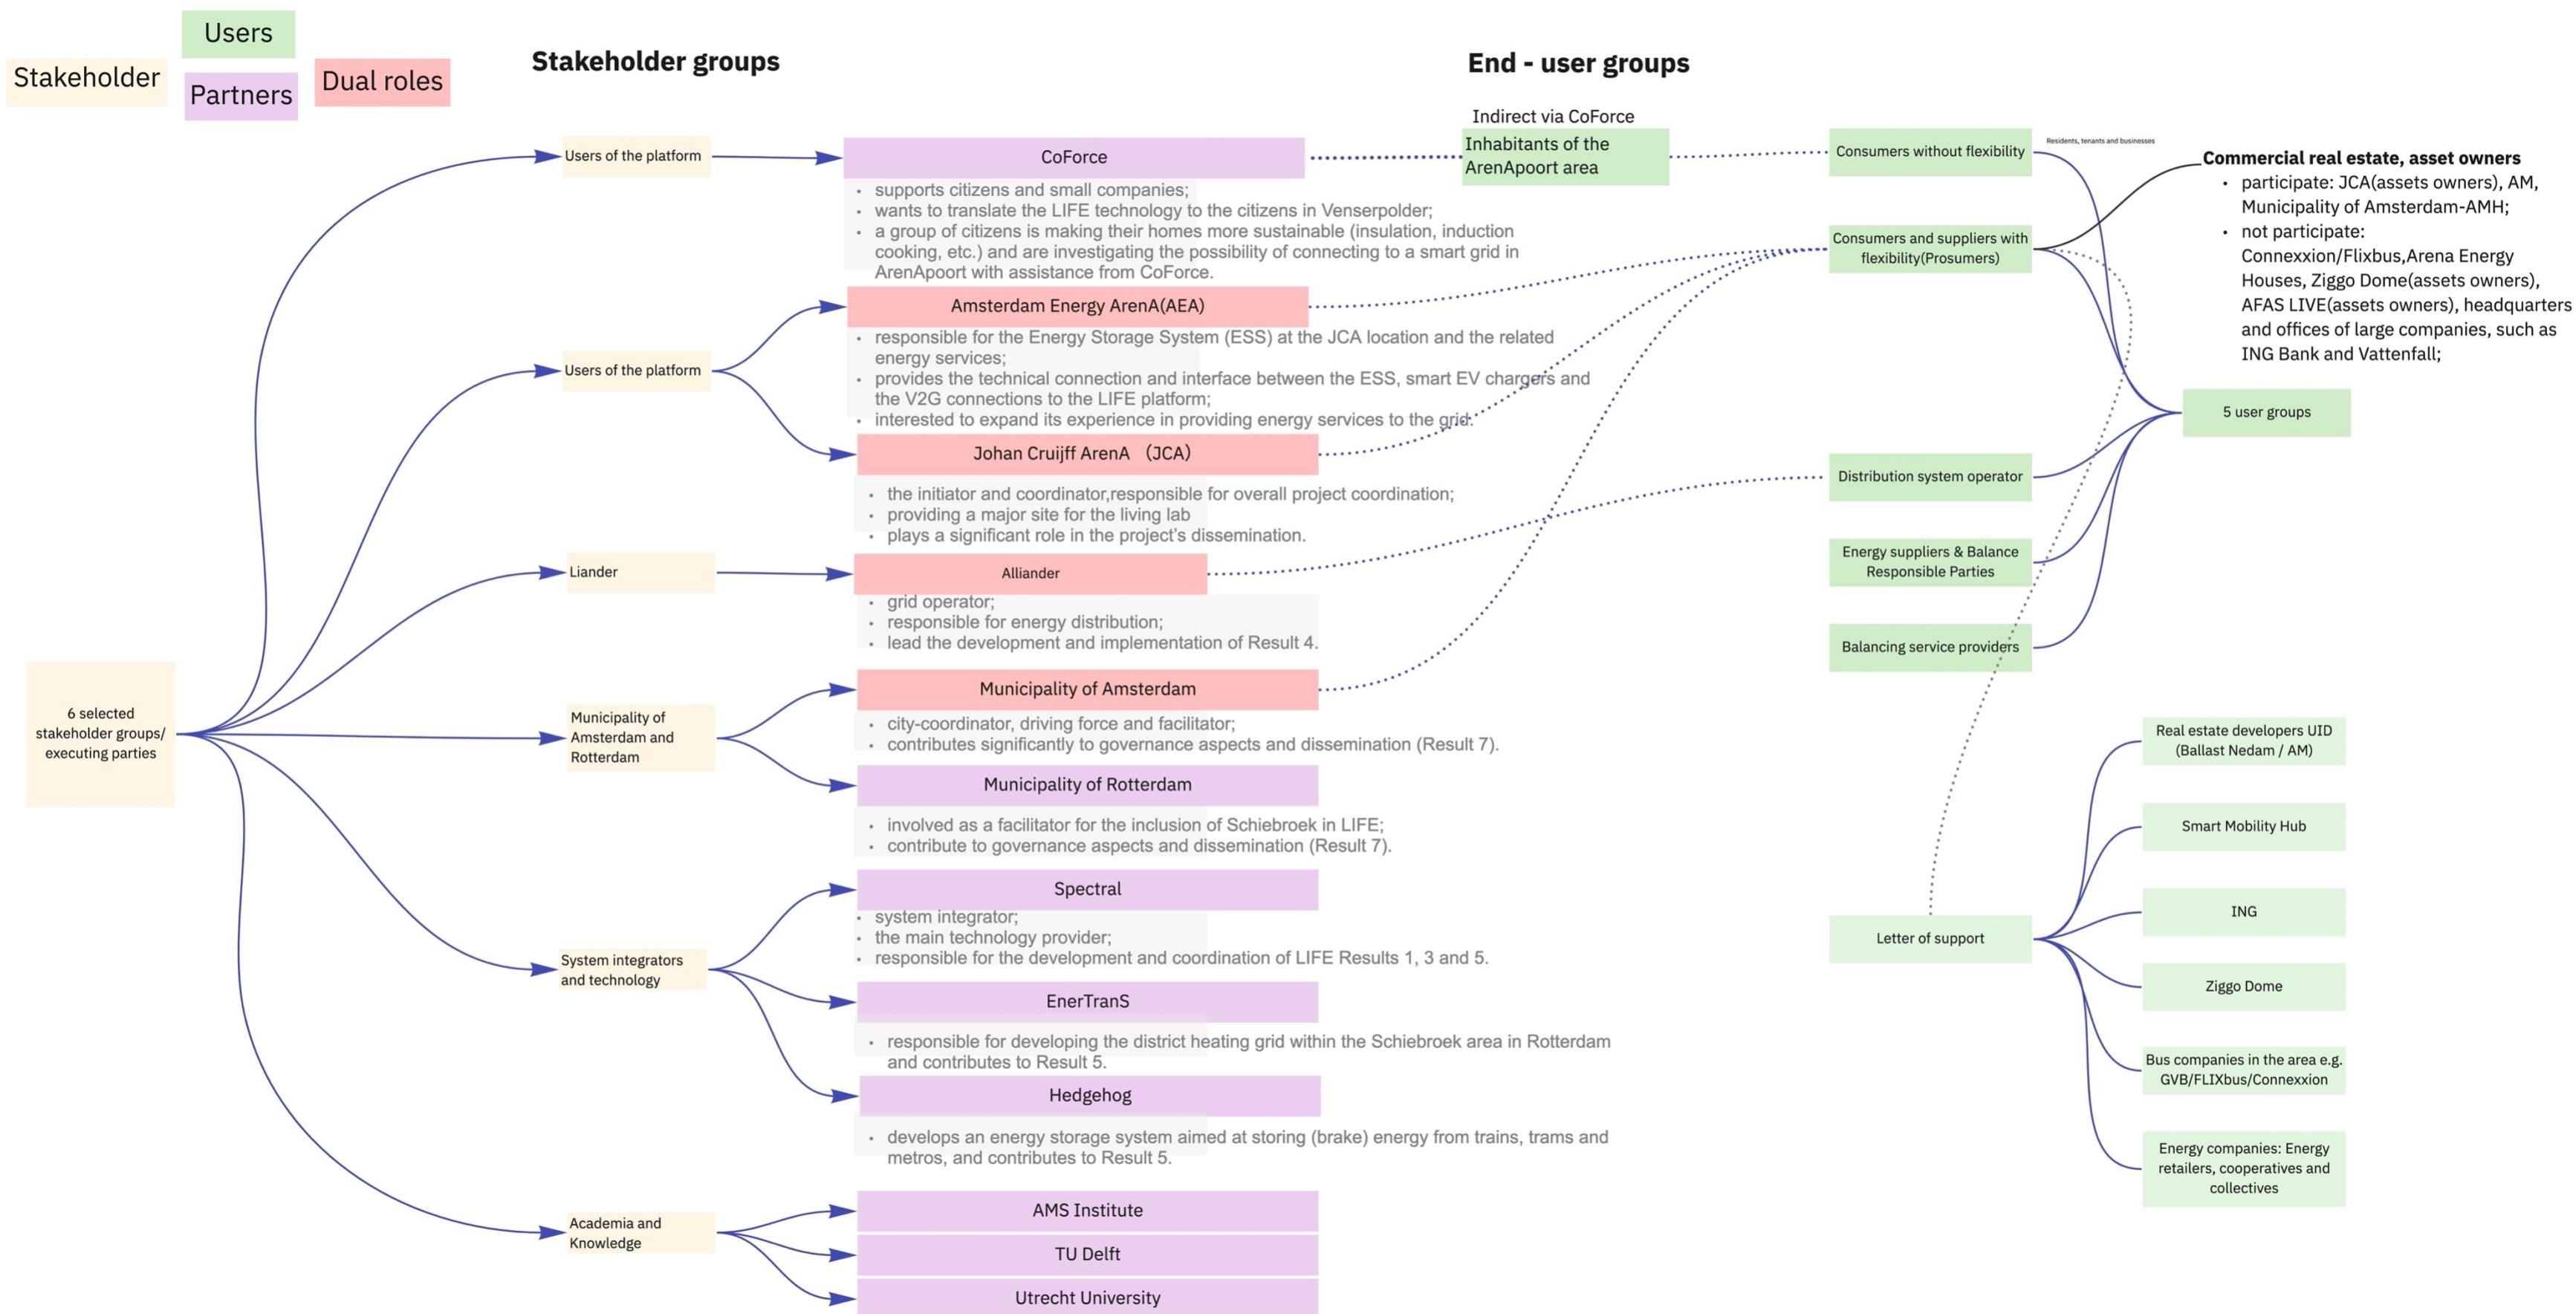 Users
Stakeholder
Partners
Dual roles
Stakeholder groups
End - user groups
6 selected
stakeholder groups/
executing parties
Users of the platform
CoForce
• supports citizens and small companies;
• wants to translate the LIFE technology to the citizens in Venserpolder;
• a group of citizens is making their homes more sustainable (insulation, induction
cooking, etc.) and are investigating the possibility of connecting to a smart grid in
ArenApoort with assistance from CoForce.
Users of the platform
Amsterdam Energy ArenA(AEA)
• responsible for the Energy Storage System (ESS) at the JCA location and the related
energy services;
• provides the technical connection and interface between the ESS, smart EV chargers and
the V2G connections to the LIFE platform;
• interested to expand its experience in providing energy services to the grid.
Johan Cruijff ArenA （JCA）
• the initiator and coordinator,responsible for overall project coordination;
• providing a major site for the living lab
• plays a significant role in the project's dissemination.
Liander
Alliander
• grid operator;
• responsible for energy distribution;
• lead the development and implementation of Result 4.
Municipality of
Amsterdam and
Rotterdam
Municipality of Amsterdam
• city-coordinator, driving force and facilitator;
• contributes significantly to governance aspects and dissemination (Result 7).
Municipality of Rotterdam
• involved as a facilitator for the inclusion of Schiebroek in LIFE;
• contribute to governance aspects and dissemination (Result 7).
System integrators
and technology
Spectral
• system integrator;
• the main technology provider;
• responsible for the development and coordination of LIFE Results 1, 3 and 5.
EnerTranS
• responsible for developing the district heating grid within the Schiebroek area in Rotterdam
and contributes to Result 5.
Hedgehog
• develops an energy storage system aimed at storing (brake) energy from trains, trams and
metros, and contributes to Result 5.
Academia and
Knowledge
AMS Institute
TU Delft
Utrecht University
Indirect via CoForce
Inhabitants of the
ArenApoort area
Consumers without flexibility
Residents, tenants and businesses
Consumers and suppliers with
flexibility(Prosumers)
Commercial real estate, asset owners
• participate: JCA(assets owners), AM,
Municipality of Amsterdam-AMH;
• not participate:
Connexxion/Flixbus,Arena Energy
Houses, Ziggo Dome(assets owners),
AFAS LIVE(assets owners), headquarters
and offices of large companies, such as
ING Bank and Vattenfall;
5 user groups
Distribution system operator
Energy suppliers & Balance
Responsible Parties
Balancing service providers
Letter of support
Real estate developers UID
(Ballast Nedam / AM)
Smart Mobility Hub
ING
Ziggo Dome
Bus companies in the area e.g.
GVB/FLIXbus/Connexxion
Energy companies: Energy
retailers, cooperatives and
collectives